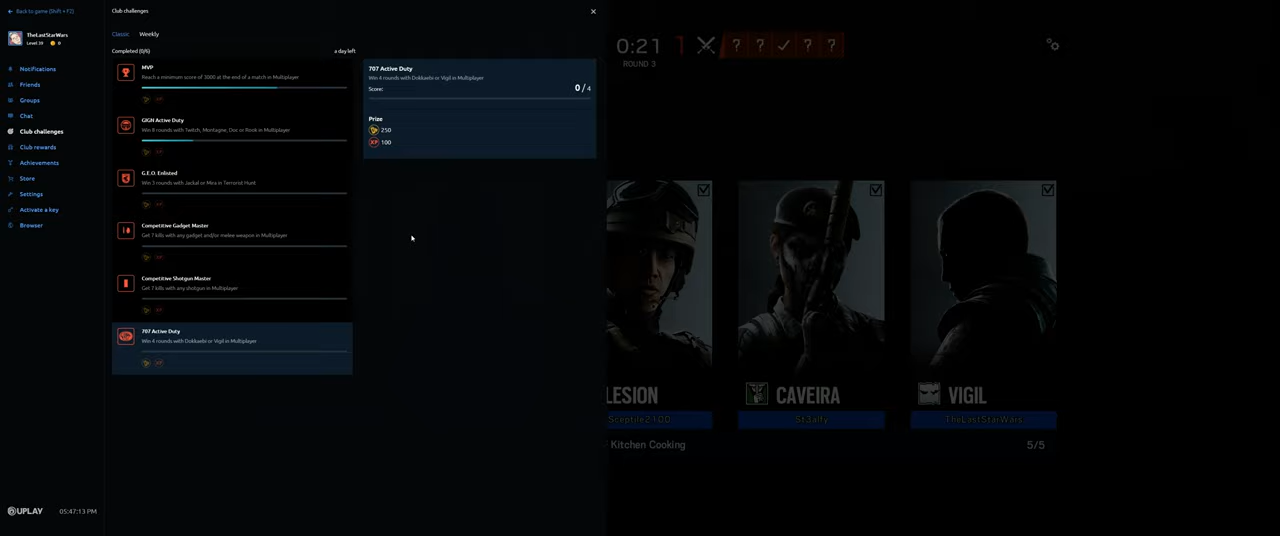 Back to game (Shift + F2)
TheLastStarWars
Level 39
0
Notifications
Friends
Groups
Chat
Club challenges
Club rewards
Achievements
Store
Settings
Activate a key
Browser
UPLAY
05:47:13 PM
Club challenges
Classic
Weekly
Completed (0/6)
a day left
MVP
Reach a minimum score of 3000 at the end of a match in Multiplayer
GIGN Active Duty
Win 8 rounds with Twitch, Montagne, Doc or Rook in Multiplayer
G.E.O. Enlisted
Win 3 rounds with Jackal or Mira in Terrorist Hunt
Competitive Gadget Master
Get 7 kills with any gadget and/or melee weapon in Multiplayer
Competitive Shotgun Master
Get 7 kills with any shotgun in Multiplayer
707 Active Duty
Win 4 rounds with Dokkaebi or Vigil in Multiplayer
707 Active Duty
Win 4 rounds with Dokkaebi or Vigil in Multiplayer
Score:
0 / 4
Prize
250
XP 100
0:21
1
? ? ? ?
ROUND 3
LESION
CAVEIRA
VIGIL
Sceptile2100
St3alfy
TheLastStarWars
Kitchen Cooking
5/5